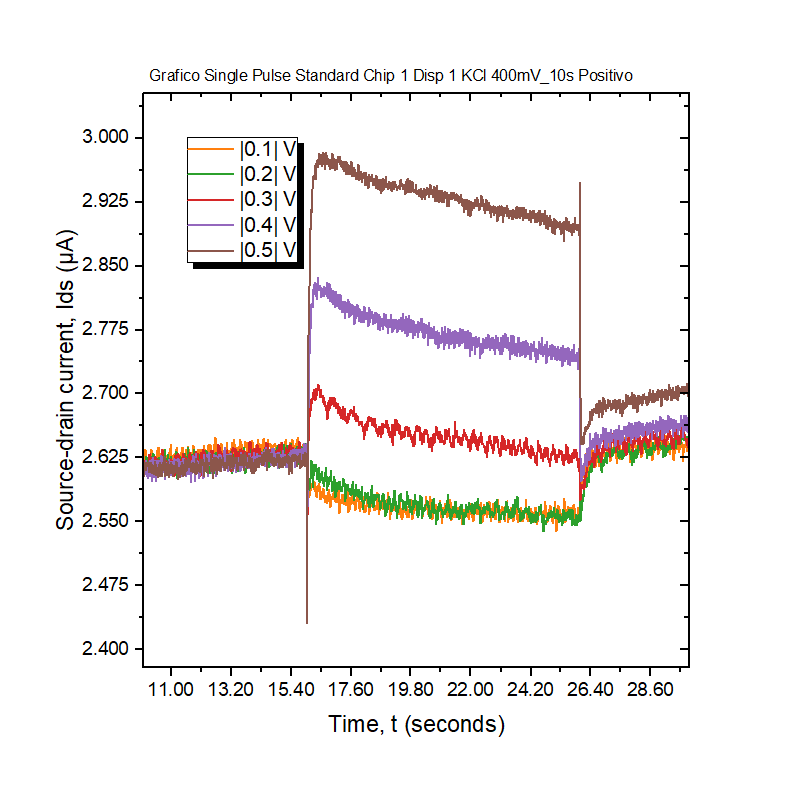 Grafico Single Pulse Standard Chip 1 Disp 1 KCl 400mV_10s Positivo
|0.1| V
|0.2| V
|0.3| V
|0.4| V
|0.5| V
3.000
2.925
2.850
2.775
2.700
2.625
2.550
2.475
2.400
Source-drain current, Ids (µA)
11.00 13.20 15.40 17.60 19.80 22.00 24.20 26.40 28.60
Time, t (seconds)